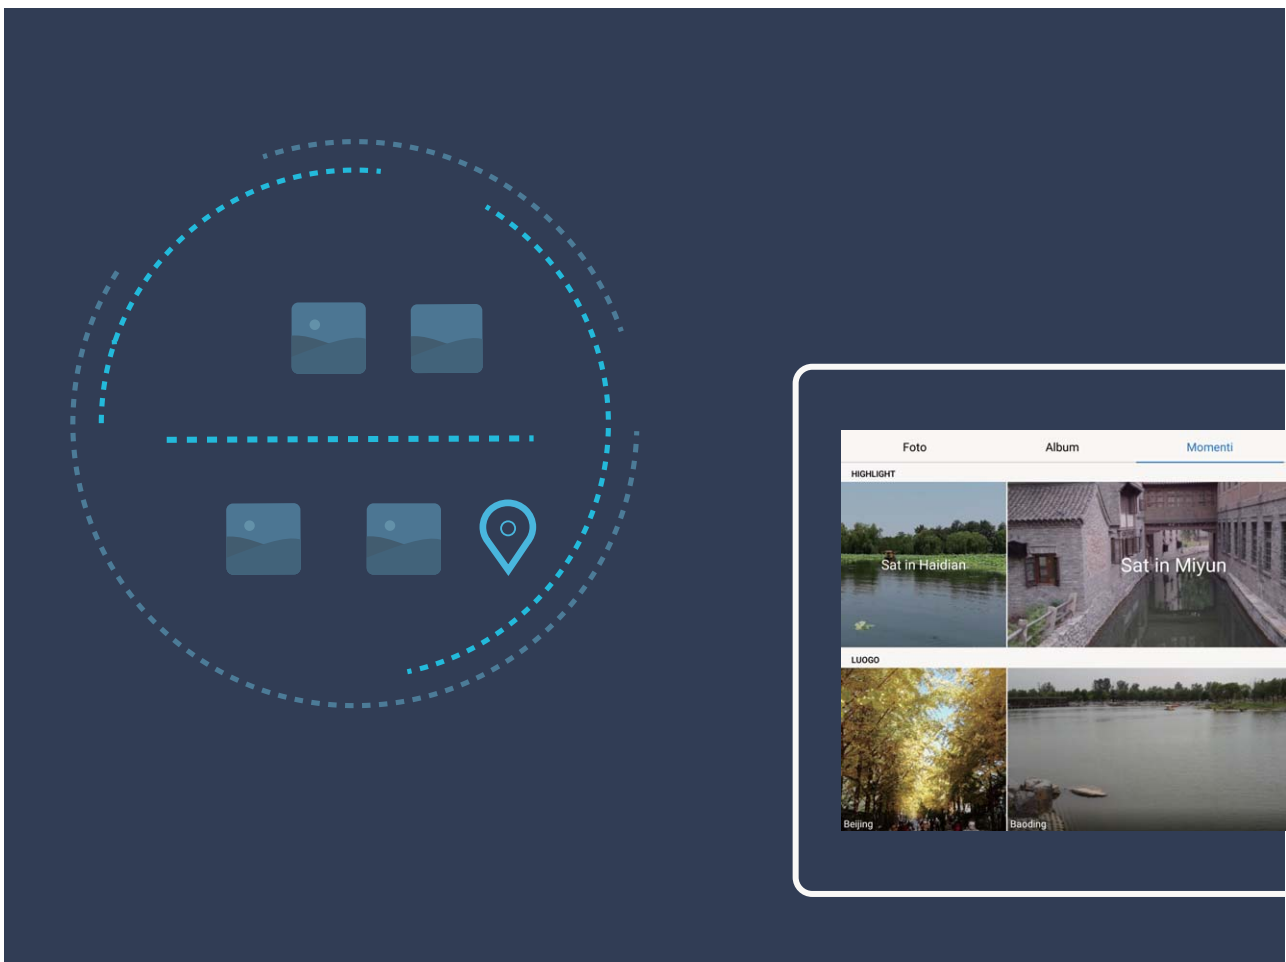 Foto Album Momenti
HIGHLIGHT
Sat in Haidian
Sat in Miyun
LUOGO
Beijing
Baoding